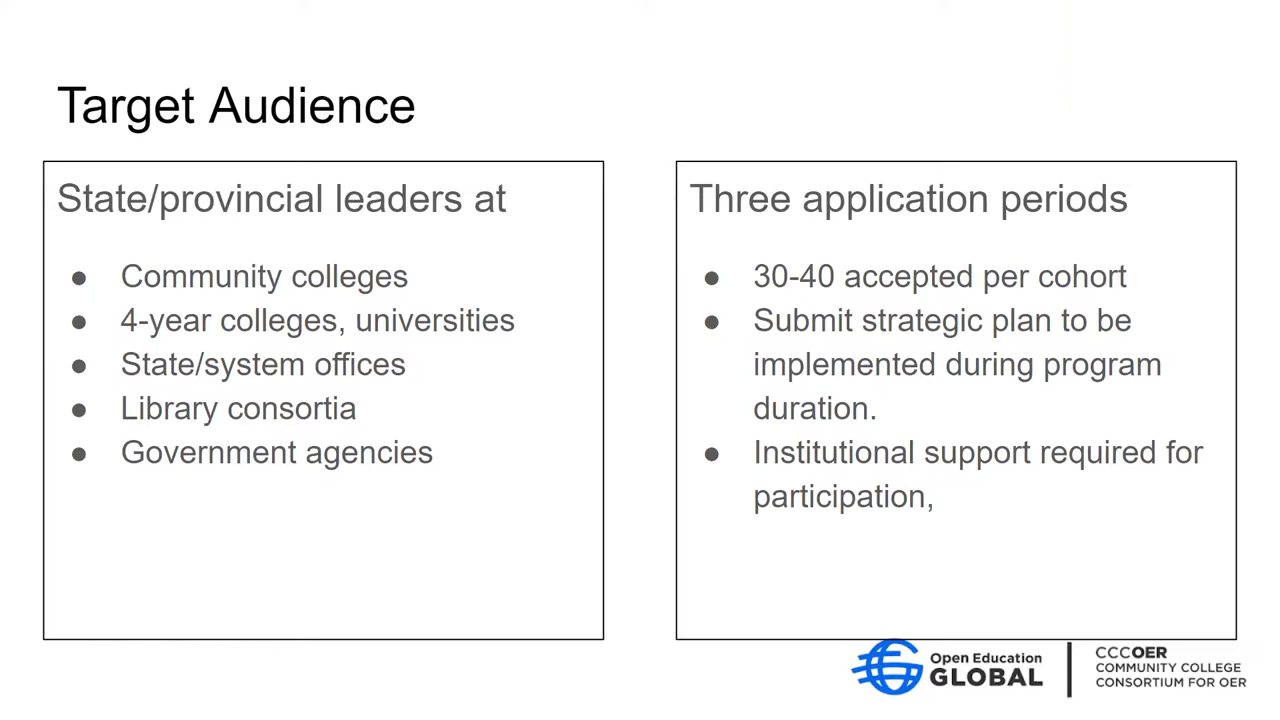 Target Audience
State/provincial leaders at
● Community colleges
● 4-year colleges, universities
● State/system offices
● Library consortia
● Government agencies
Three application periods
● 30-40 accepted per cohort
● Submit strategic plan to be
implemented during program
duration.
● Institutional support required for
participation,
Open Education
GLOBAL
CCCOER
COMMUNITY COLLEGE
CONSORTIUM FOR OER